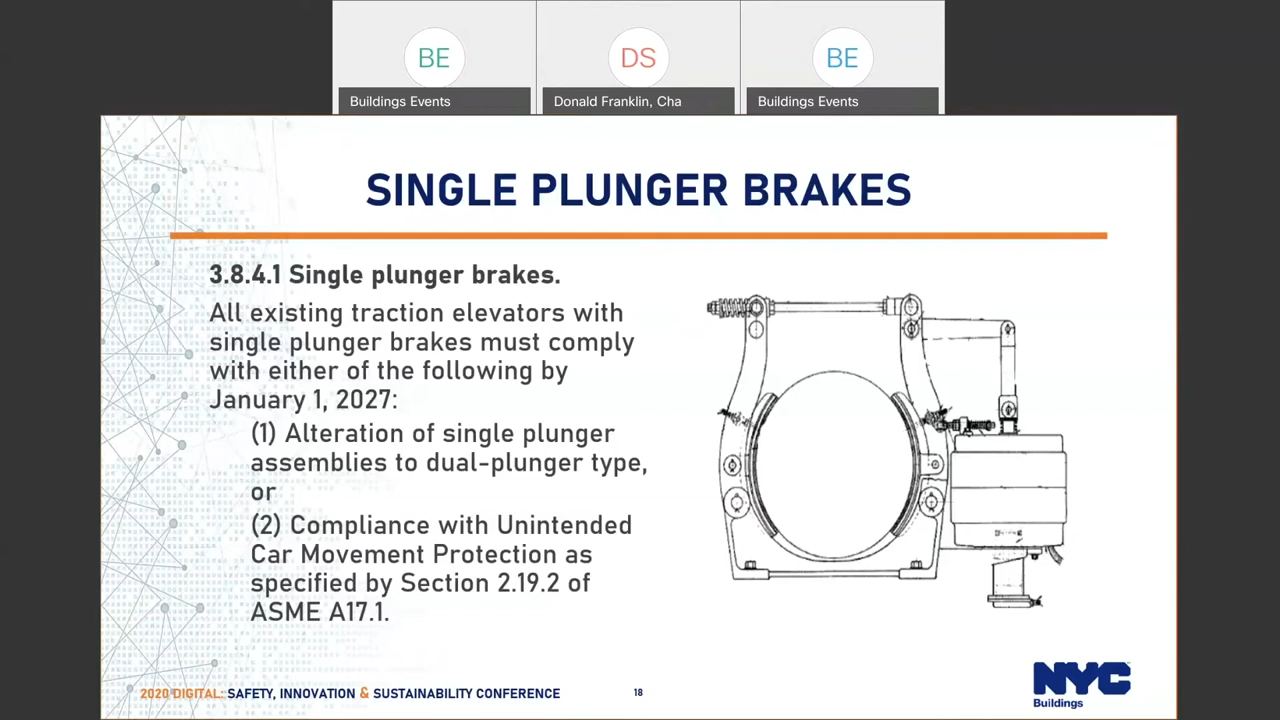 BE
DS
BE
Buildings Events
Donald Franklin, Cha
Buildings Events
SINGLE PLUNGER BRAKES
3.8.4.1 Single plunger brakes.
All existing traction elevators with
single plunger brakes must comply
with either of the following by
January 1, 2027:
(1) Alteration of single plunger
assemblies to dual-plunger type,
or
(2) Compliance with Unintended
Car Movement Protection as
specified by Section 2.19.2 of
ASME A17.1.
2020 DIGITAL: SAFETY, INNOVATION & SUSTAINABILITY CONFERENCE
18
NYC
Buildings